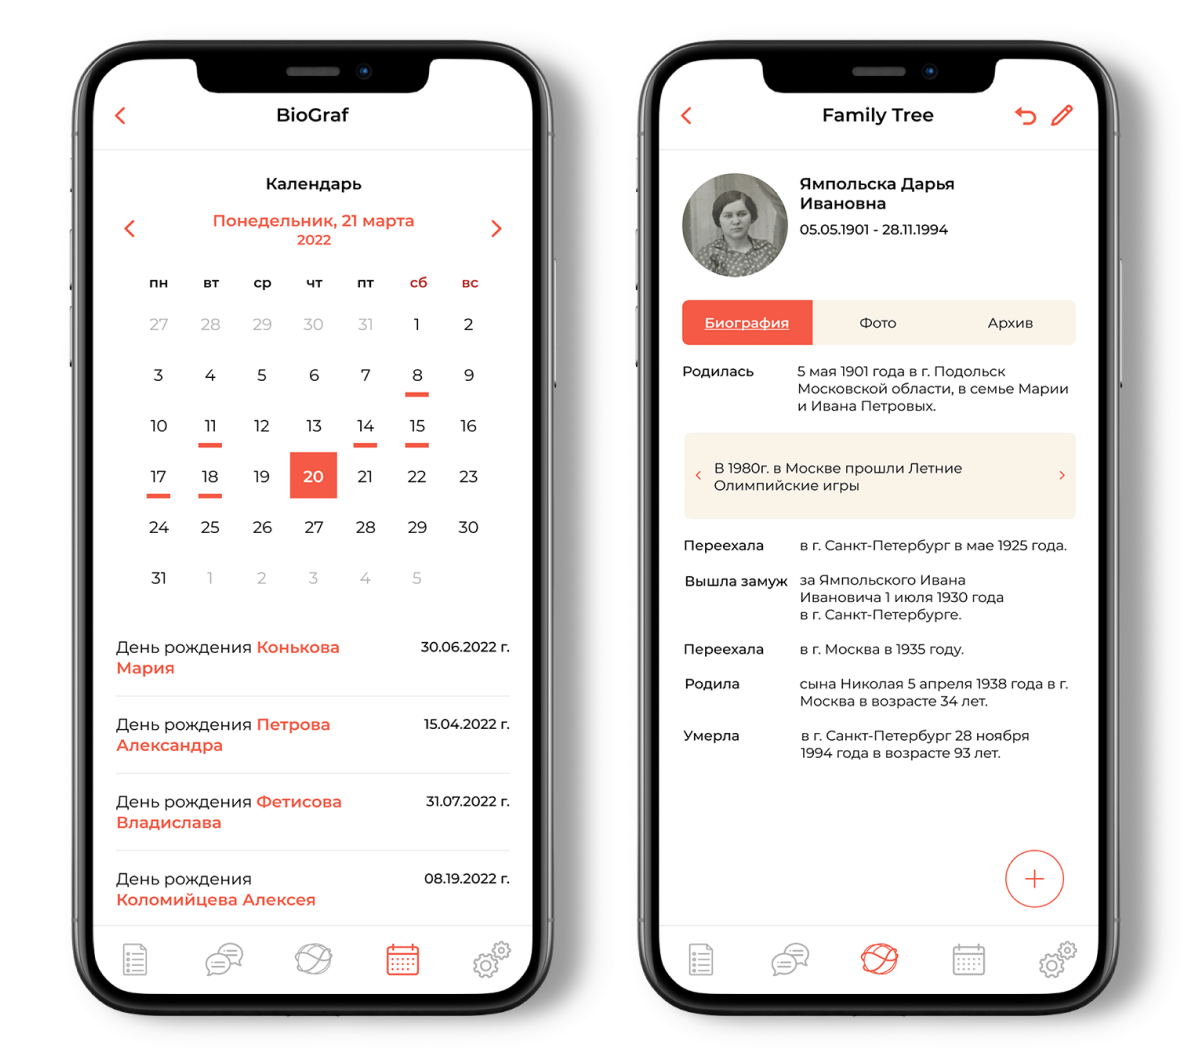 BioGraf
Календарь
Понедельник, 21 марта
2022
пн вт ср чт пт сб вс
27 28 29 30 31 1 2
3 4 5 6 7 8 9
10 11 12 13 14 15 16
17 18 19 20 21 22 23
24 25 26 27 28 29 30
31 1 2 3 4 5
День рождения Конькова 30.06.2022 г.
Мария
День рождения Петрова 15.04.2022 г.
Александра
День рождения Фетисова 31.07.2022 г.
Владислава
День рождения 08.19.2022 г.
Коломийцева Алексея
Family Tree
Ямпольска Дарья
Ивановна
05.05.1901 - 28.11.1994
Биография Фото Архив
Родилась 5 мая 1901 года в г. Подольск
Московской области, в семье Марии
и Ивана Петровых.
В 1980г. в Москве прошли Летние
Олимпийские игры
Переехала в г. Санкт-Петербург в мае 1925 года.
Вышла замуж за Ямпольского Ивана
Ивановича 1 июля 1930 года
в г. Санкт-Петербурге.
Переехала в г. Москва в 1935 году.
Родила сына Николая 5 апреля 1938 года в г.
Москва в возрасте 34 лет.
Умерла в г. Санкт-Петербург 28 ноября
1994 года в возрасте 93 лет.